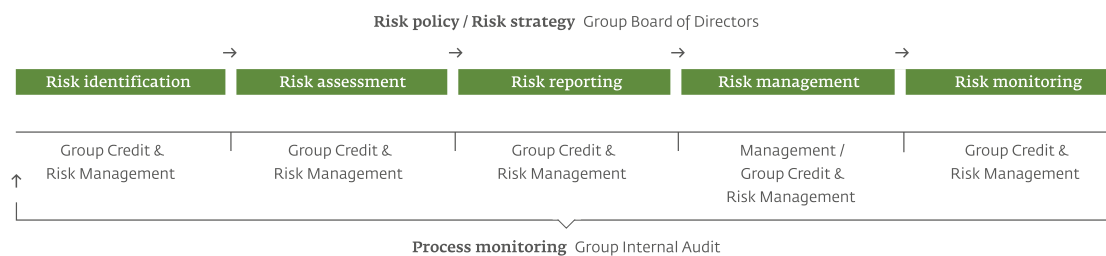 Risk policy / Risk strategy Group Board of Directors
Risk identification
Risk assessment
Risk reporting
Risk management
Risk monitoring
Group Credit &
Risk Management
Group Credit &
Risk Management
Group Credit &
Risk Management
Management /
Group Credit &
Risk Management
Group Credit &
Risk Management
Process monitoring Group Internal Audit